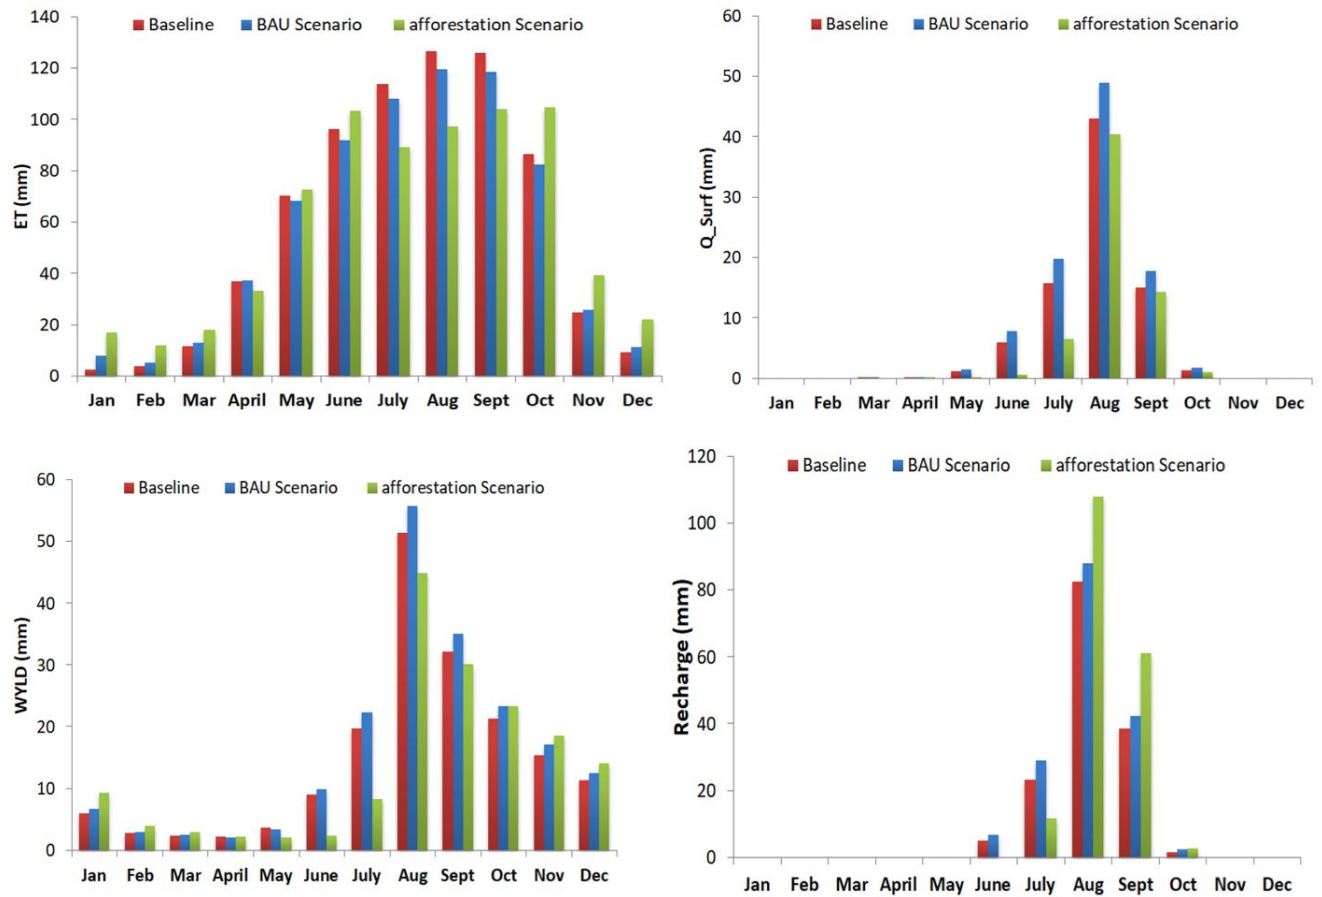 Baseline BAU Scenario afforestation Scenario
ET (mm)
140
120
100
80
60
40
20
0
Jan Feb Mar April May June July Aug Sept Oct Nov Dec
Baseline BAU Scenario afforestation Scenario
Q_Surf (mm)
60
50
40
30
20
10
0
Jan Feb Mar April May June July Aug Sept Oct Nov Dec
Baseline BAU Scenario afforestation Scenario
WYLD (mm)
60
50
40
30
20
10
0
Jan Feb Mar April May June July Aug Sept Oct Nov Dec
Baseline BAU Scenario afforestation Scenario
Recharge (mm)
120
100
80
60
40
20
0
Jan Feb Mar April May June July Aug Sept Oct Nov Dec